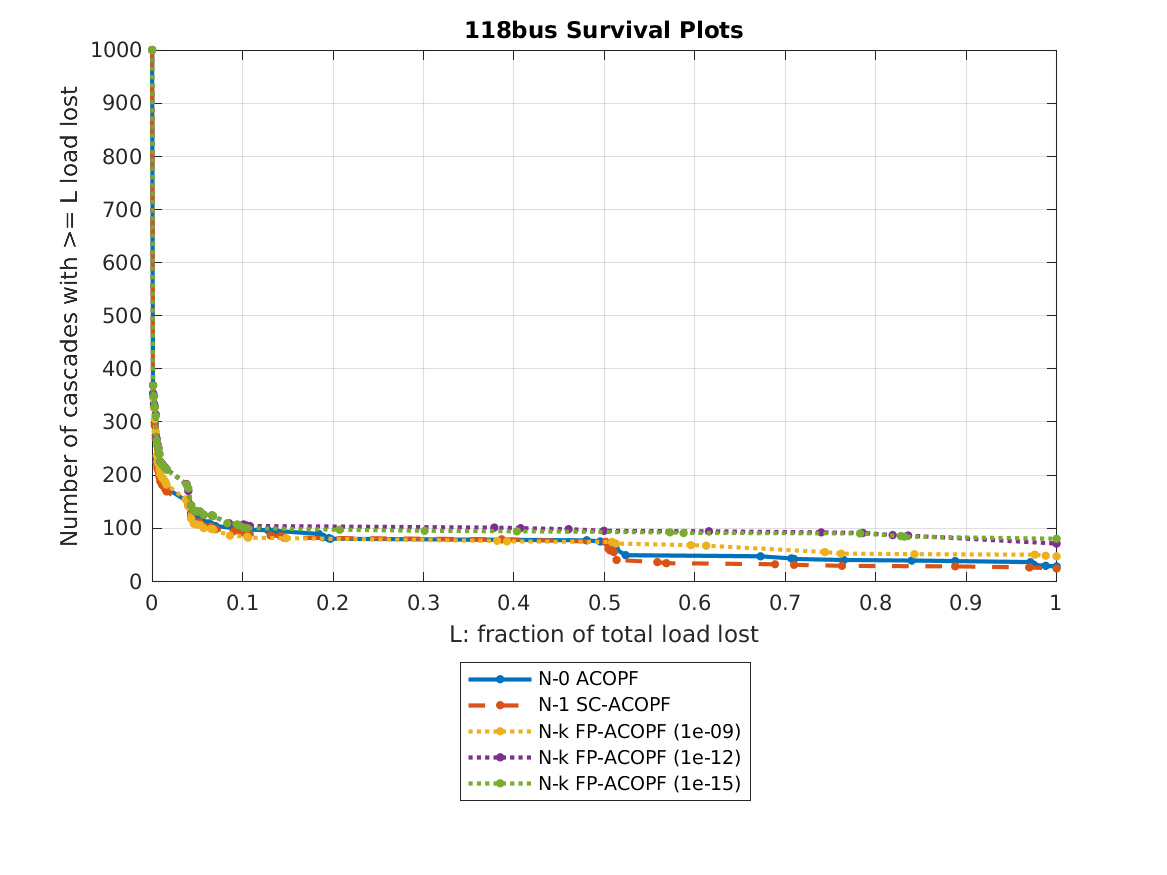 118bus Survival Plots
Number of cascades with >= L load lost
1000
900
800
700
600
500
400
300
200
100
0
0 0.1 0.2 0.3 0.4 0.5 0.6 0.7 0.8 0.9 1
L: fraction of total load lost
N-0 ACOPF
N-1 SC-ACOPF
N-k FP-ACOPF (1e-09)
N-k FP-ACOPF (1e-12)
N-k FP-ACOPF (1e-15)